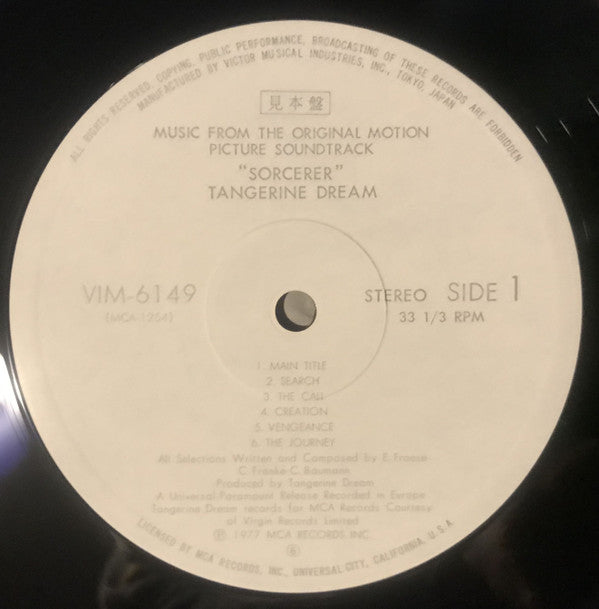 ALL RIGHTS RESERVED COPYING, PUBLIC PERFORMANCE, BROADCASTING OF THESE RECORDS ARE FORBIDDEN
MANUFACTURED BY VICTOR MUSICAL INDUSTRIES, INC., TOKYO, JAPAN
見本盤
MUSIC FROM THE ORIGINAL MOTION
PICTURE SOUNDTRACK
"SORCERER"
TANGERINE DREAM
VIM-6149
(MCA-1254)
STEREO SIDE 1
33 1/3 RPM
1. MAIN TITLE
2. SEARCH
3. THE CALL
4. CREATION
5. VENGEANCE
6. THE JOURNEY
All Selections Written and Composed by E. Froese
C. Franke-C. Baumann
Produced by Tangerine Dream
A Universal-Paramount Release Recorded in Europe
Tangerine Dream records for MCA Records Courtesy
of Virgin Records Limited
Ⓟ 1977 MCA RECORDS INC.
LICENSED BY MCA RECORDS, INC., UNIVERSAL CITY, CALIFORNIA, U.S.A.